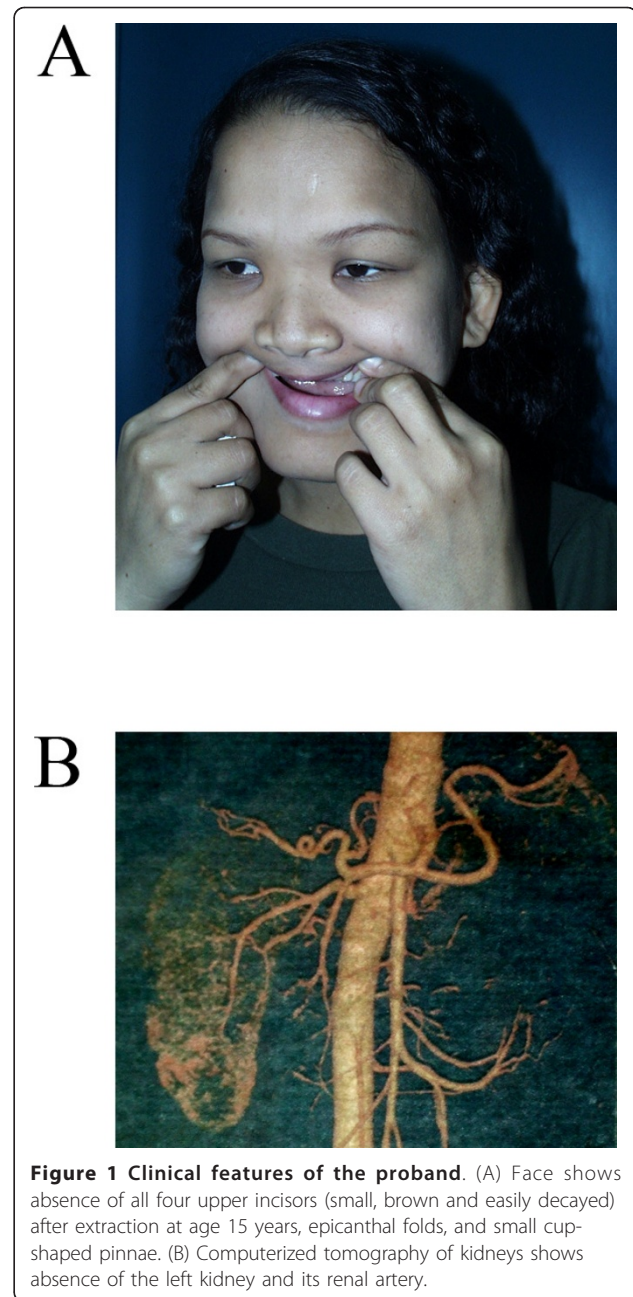 A
B
Figure 1 Clinical features of the proband. (A) Face shows
absence of all four upper incisors (small, brown and easily decayed)
after extraction at age 15 years, epicanthal folds, and small cup-
shaped pinnae. (B) Computerized tomography of kidneys shows
absence of the left kidney and its renal artery.